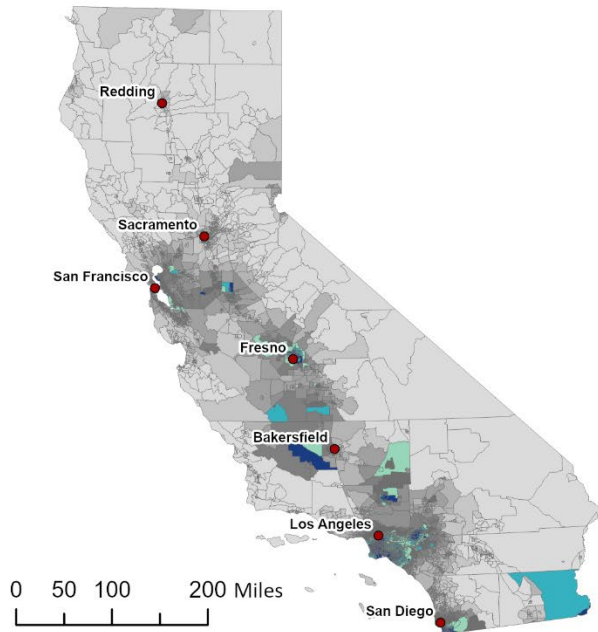 Redding
Sacramento
San Francisco
Fresno
Bakersfield
Los Angeles
San Diego
0 50 100 200 Miles